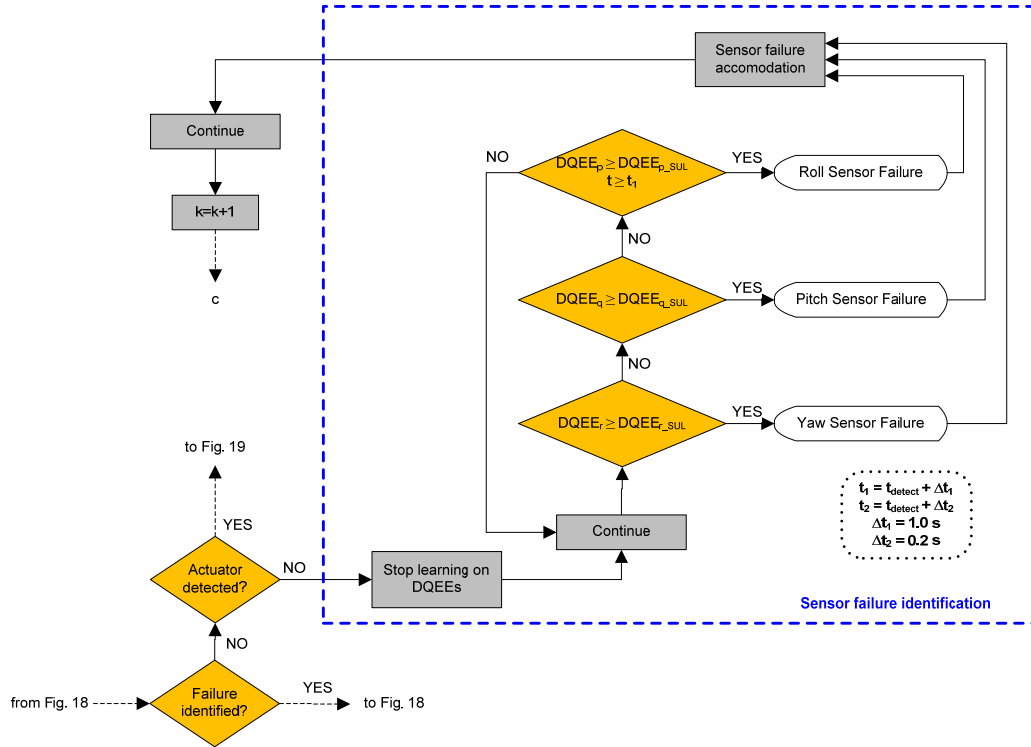 Sensor failure
accomodation
Continue
NO
DQEEp ≥ DQEEp_SUL
t ≥ t1
YES
Roll Sensor Failure
k=k+1
NO
c
DQEEq ≥ DQEEq_SUL
YES
Pitch Sensor Failure
NO
DQEEr ≥ DQEEr_SUL
YES
Yaw Sensor Failure
to Fig. 19
t1 = tdetect + Δt1
t2 = tdetect + Δt2
Δt1 = 1.0 s
Δt2 = 0.2 s
YES
Continue
Actuator
detected?
NO
Stop learning on
DQEEs
Sensor failure identification
NO
from Fig. 18
Failure
identified?
YES
to Fig. 18